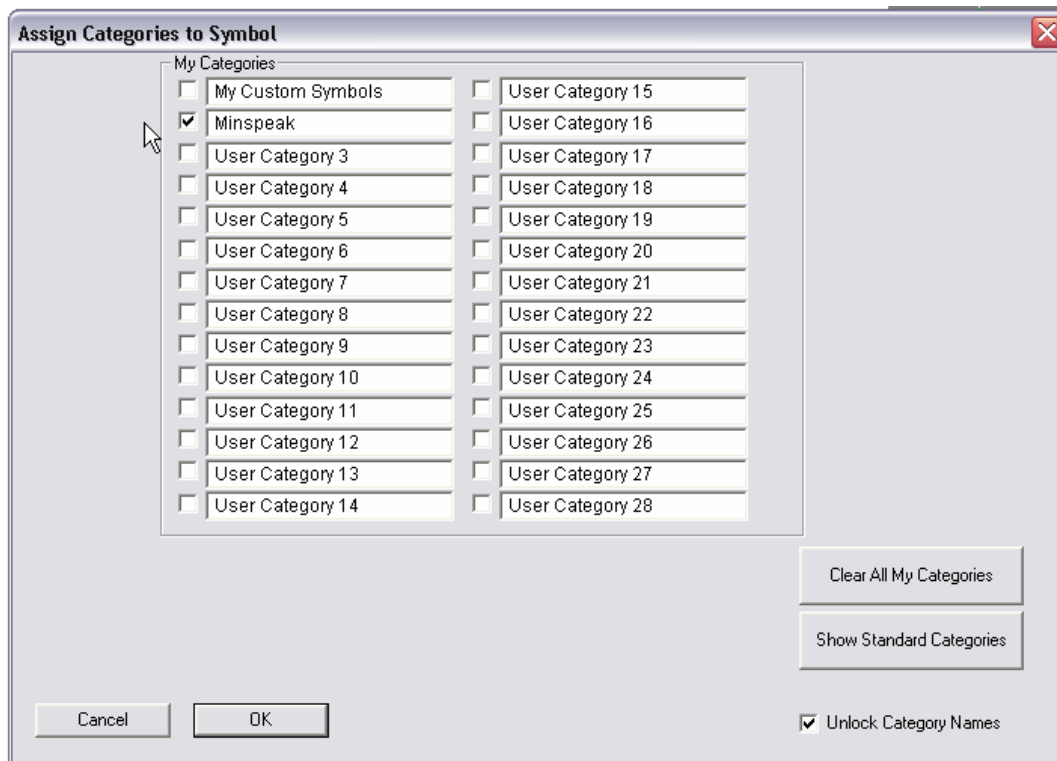 Assign Categories to Symbol
My Categories
My Custom Symbols
Minspeak
User Category 3
User Category 4
User Category 5
User Category 6
User Category 7
User Category 8
User Category 9
User Category 10
User Category 11
User Category 12
User Category 13
User Category 14
User Category 15
User Category 16
User Category 17
User Category 18
User Category 19
User Category 20
User Category 21
User Category 22
User Category 23
User Category 24
User Category 25
User Category 26
User Category 27
User Category 28
Clear All My Categories
Show Standard Categories
Cancel
OK
Unlock Category Names